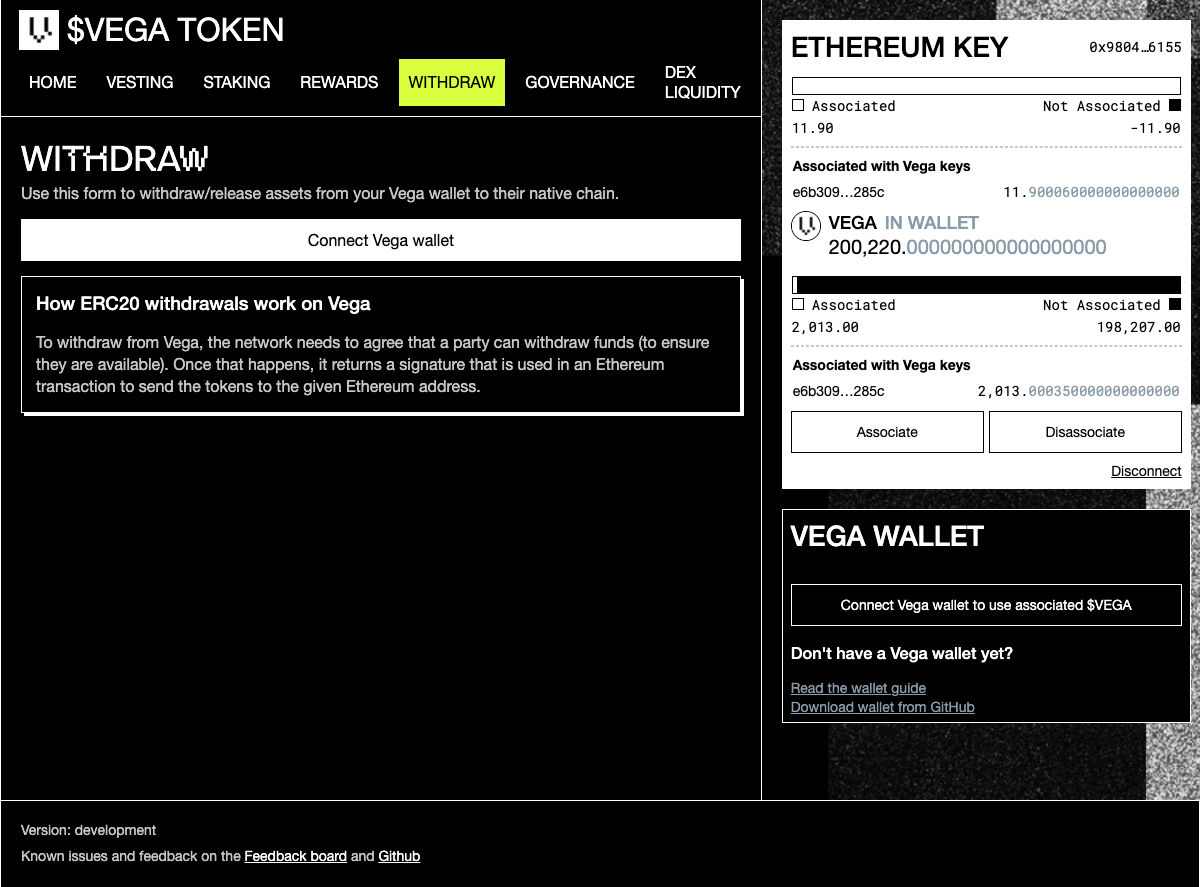 $VEGA TOKEN
HOME
VESTING
STAKING
REWARDS
WITHDRAW
GOVERNANCE
DEX
LIQUIDITY
WITHDRAW
Use this form to withdraw/release assets from your Vega wallet to their native chain.
Connect Vega wallet
How ERC20 withdrawals work on Vega
To withdraw from Vega, the network needs to agree that a party can withdraw funds (to ensure
they are available). Once that happens, it returns a signature that is used in an Ethereum
transaction to send the tokens to the given Ethereum address.
ETHEREUM KEY
0x9804…6155
Associated
Not Associated
11.90
-11.90
Associated with Vega keys
e6b309…285c
11.900060000000000000
VEGA IN WALLET
200,220.000000000000000000
Associated
Not Associated
2,013.00
198,207.00
Associated with Vega keys
e6b309…285c
2,013.000350000000000000
Associate
Disassociate
Disconnect
VEGA WALLET
Connect Vega wallet to use associated $VEGA
Don't have a Vega wallet yet?
Read the wallet guide
Download wallet from GitHub
Version: development
Known issues and feedback on the Feedback board and Github